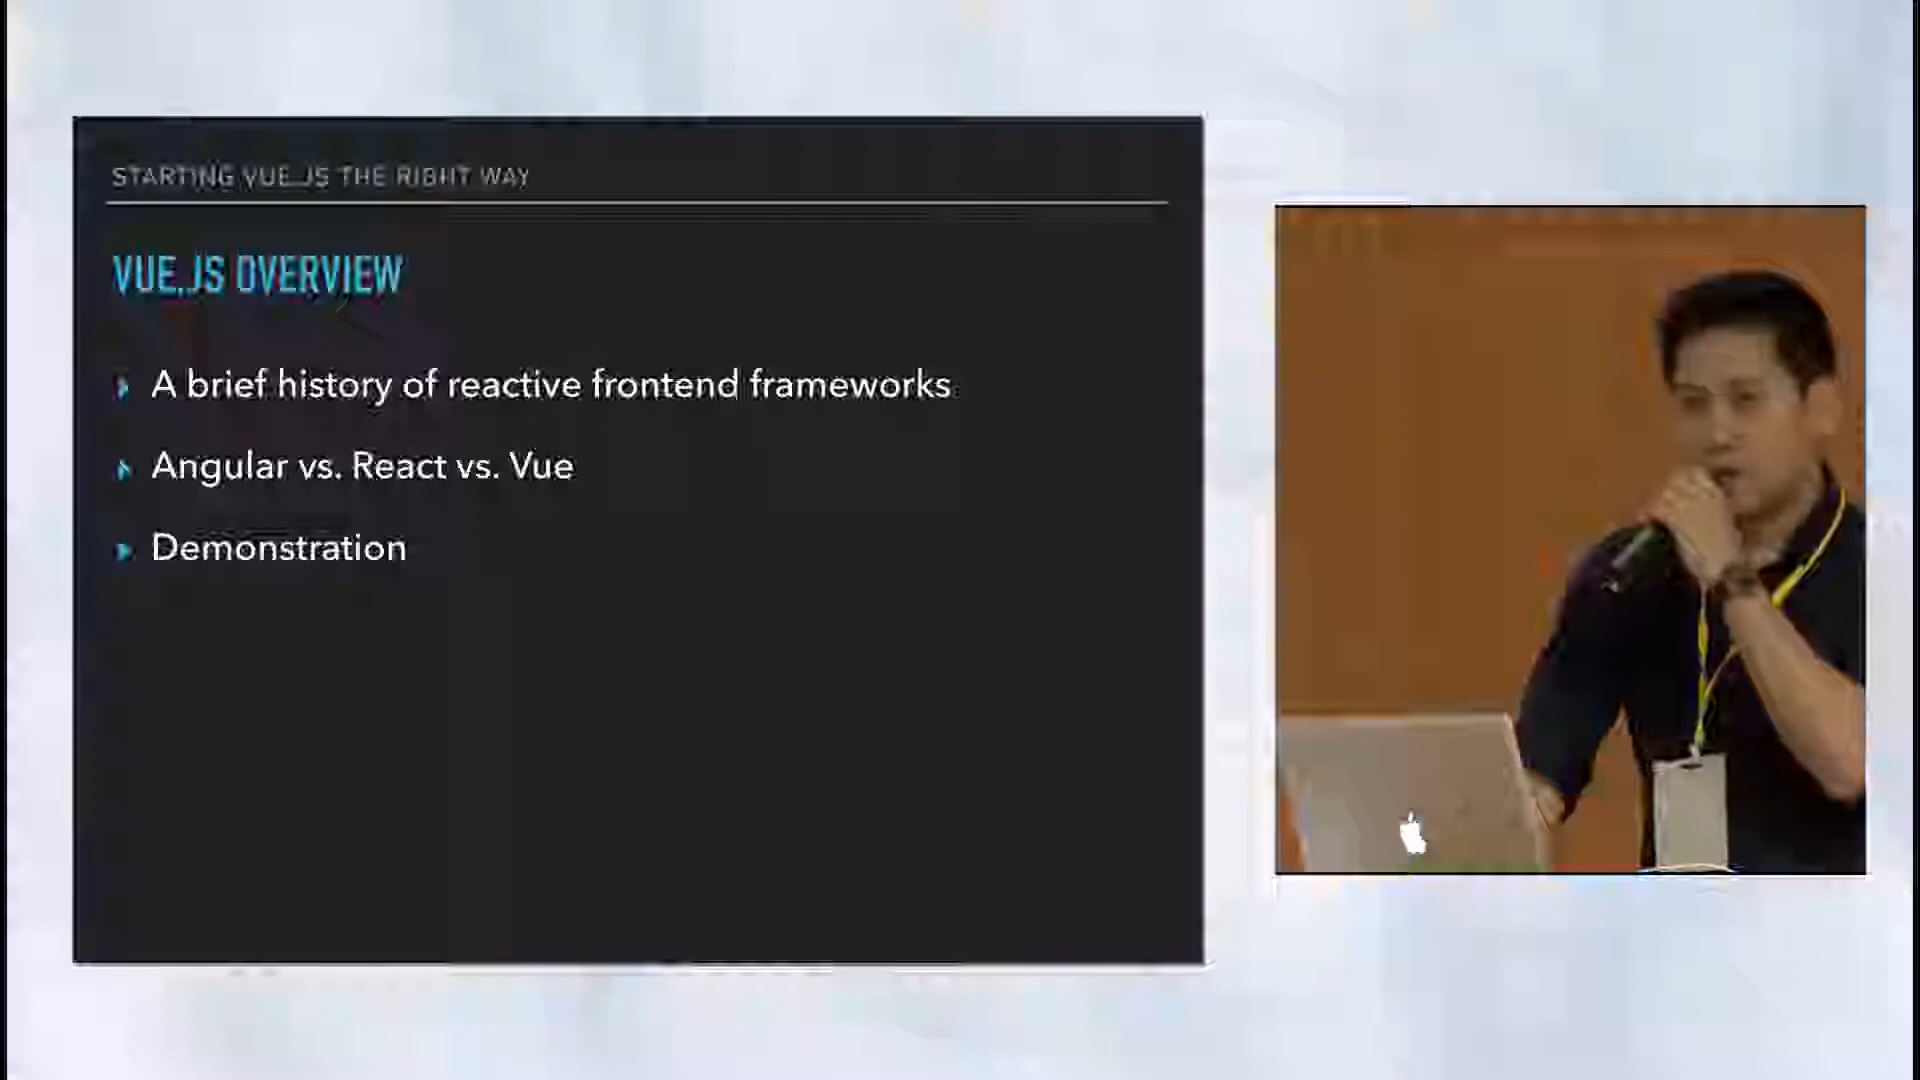 STARTING VUE.JS THE RIGHT WAY
VUE.JS OVERVIEW
A brief history of reactive frontend frameworks
Angular vs. React vs. Vue
Demonstration